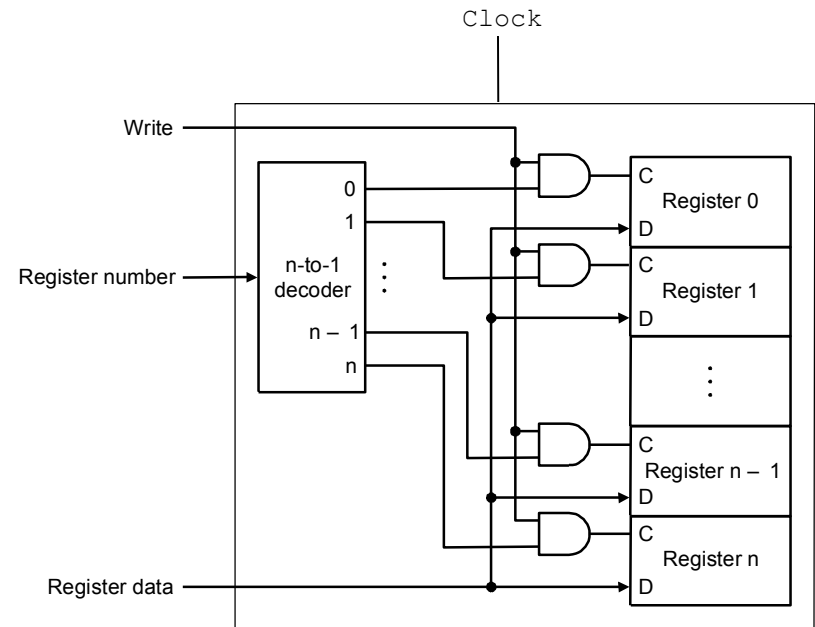 Clock
Write
0
1
n-to-1
decoder
n – 1
n
Register number
Register data
C
Register 0
D
C
Register 1
D
C
Register n – 1
D
C
Register n
D